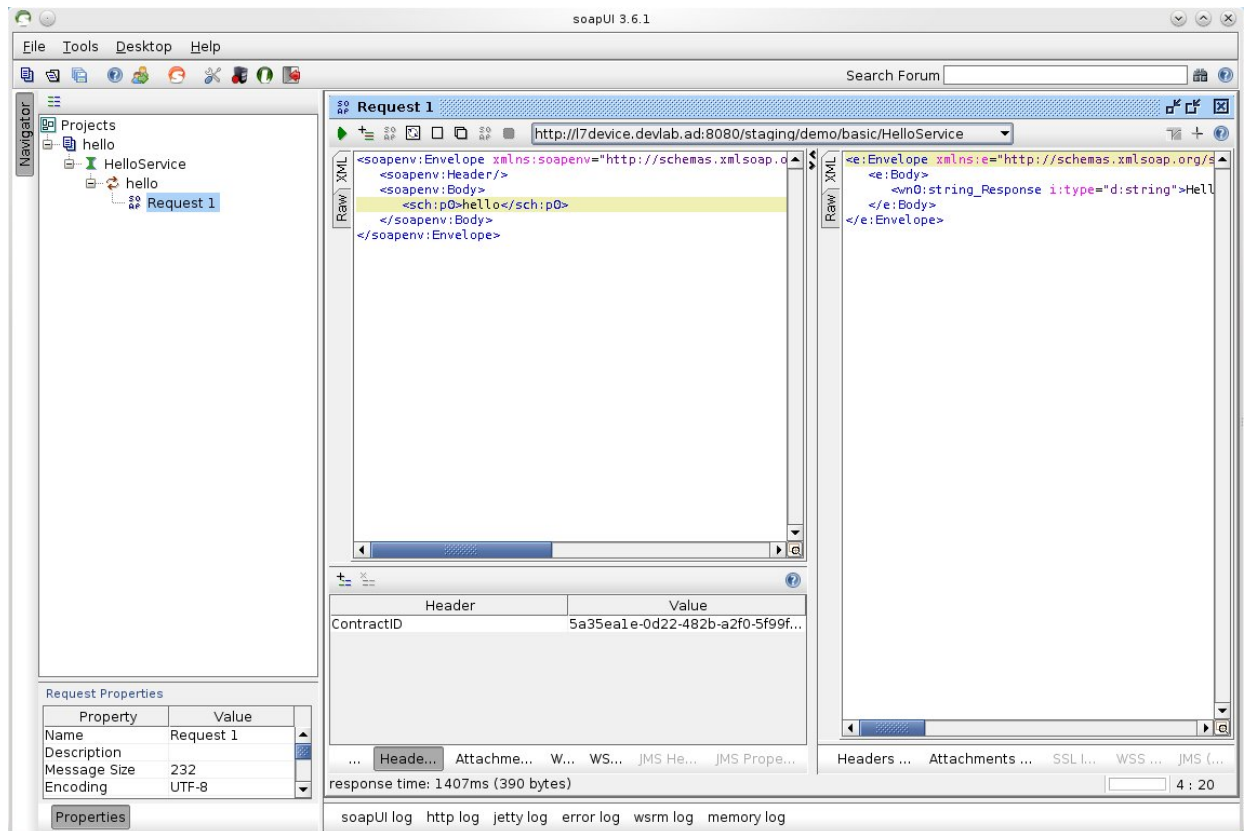 soapUI 3.6.1
File Tools Desktop Help
Search Forum
Navigator
Projects
hello
HelloService
hello
Request 1
Request Properties
Property Value
Name Request 1
Description
Message Size 232
Encoding UTF-8
Properties
Request 1
http://l7device.devlab.ad:8080/staging/demo/basic/HelloService
XML
Raw
<soapenv:Envelope xmlns:soapenv="http://schemas.xmlsoap.o
<soapenv:Header/>
<soapenv:Body>
<sch:p0>hello</sch:p0>
</soapenv:Body>
</soapenv:Envelope>
Header Value
ContractID 5a35ea1e-0d22-482b-a2f0-5f99f...
... Heade... Attachme... W... WS... JMS He... JMS Prope...
XML
Raw
<e:Envelope xmlns:e="http://schemas.xmlsoap.org/s
<e:Body>
<wn0:string_Response i:type="d:string">Hell
</e:Body>
</e:Envelope>
Headers ... Attachments ... SSL I... WSS ... JMS (...
response time: 1407ms (390 bytes)
4 : 20
soapUI log http log jetty log error log wsrm log memory log